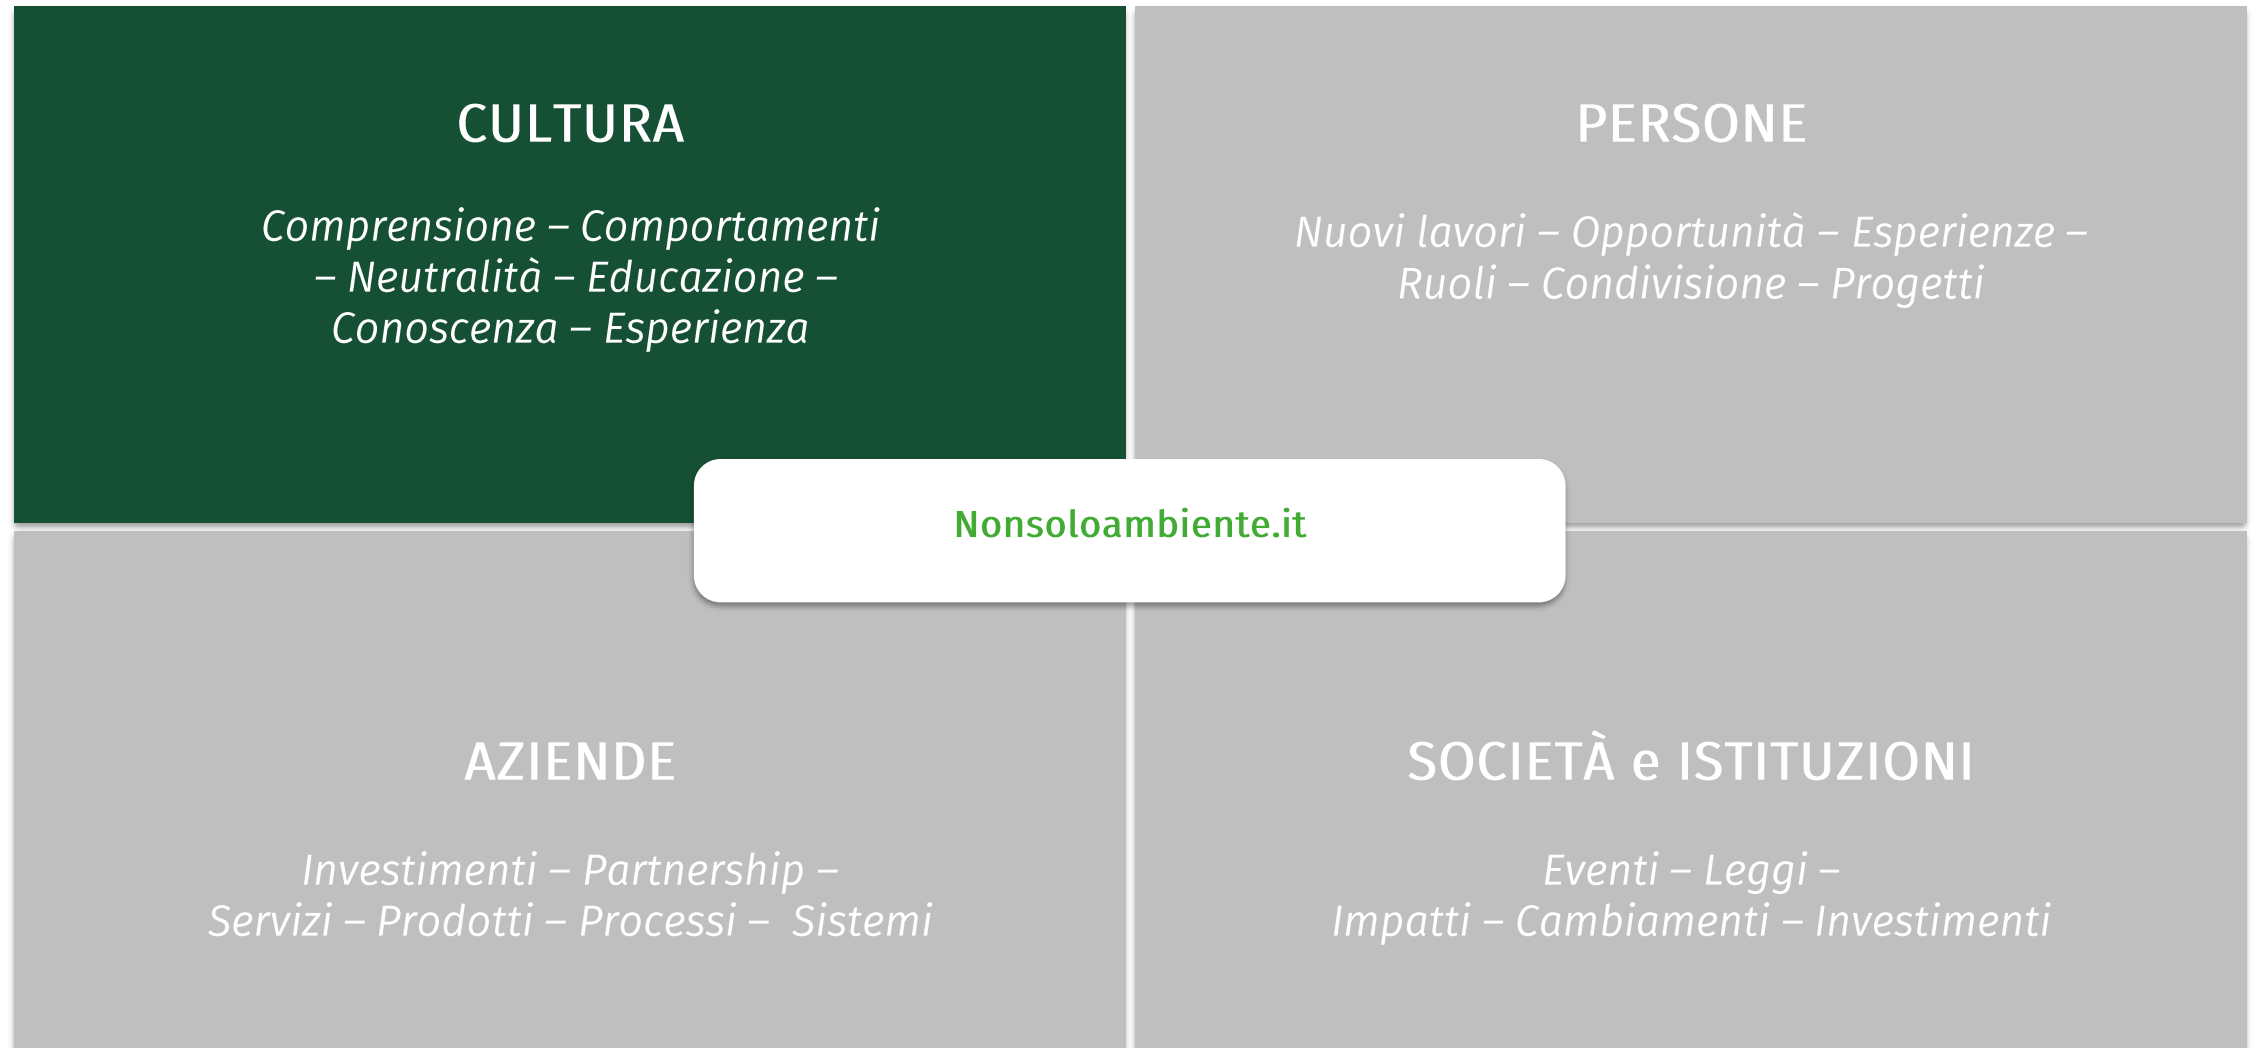 CULTURA
Comprensione – Comportamenti
– Neutralità – Educazione –
Conoscenza – Esperienza
PERSONE
Nuovi lavori – Opportunità – Esperienze –
Ruoli – Condivisione – Progetti
Nonsoloambiente.it
AZIENDE
Investimenti – Partnership –
Servizi – Prodotti – Processi –  Sistemi
SOCIETÀ e ISTITUZIONI
Eventi – Leggi –
Impatti – Cambiamenti – Investimenti